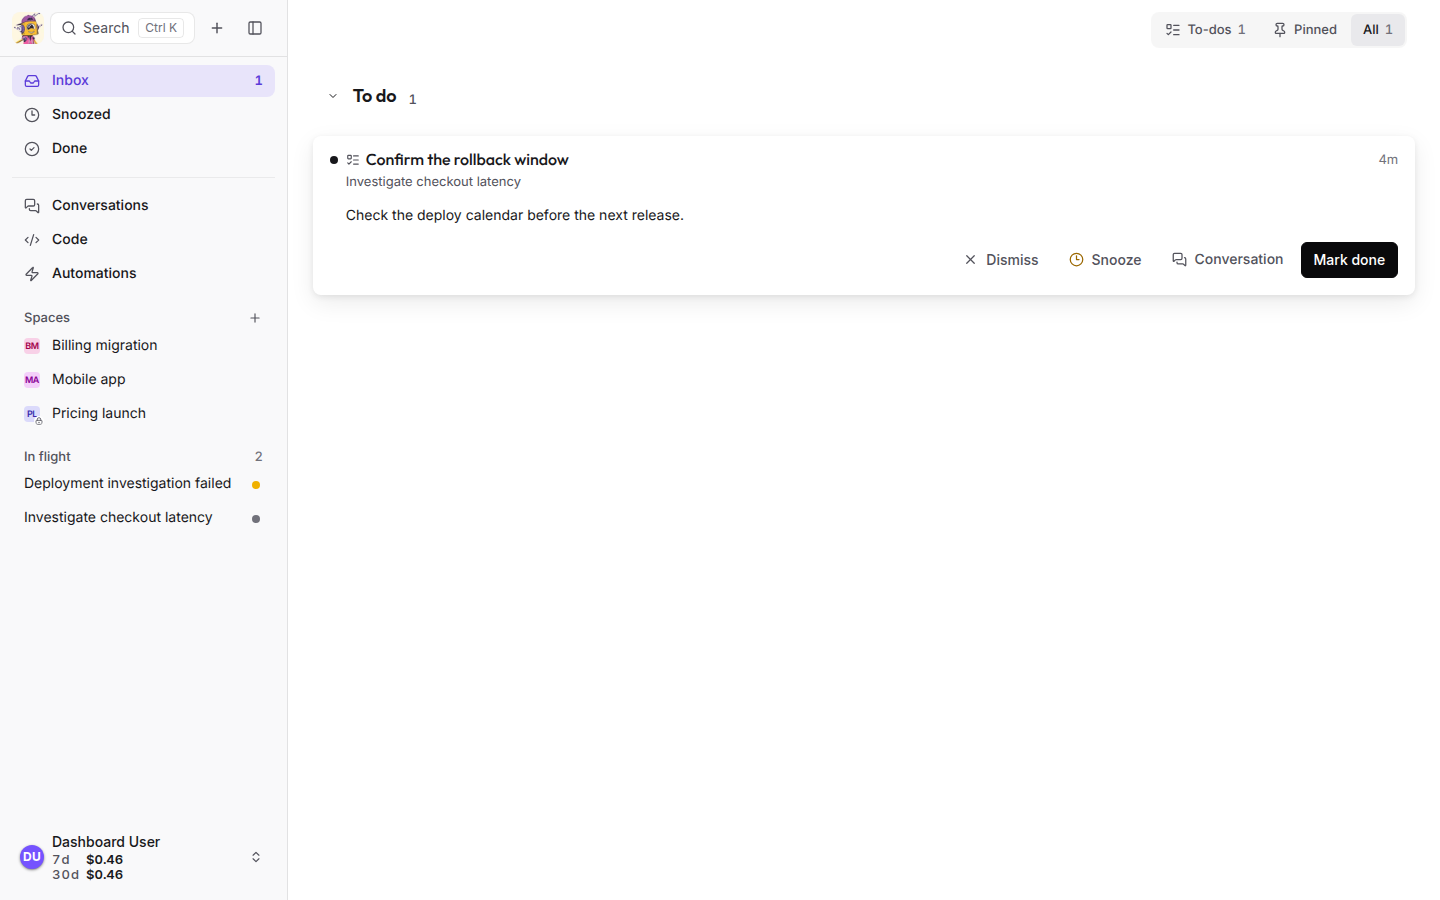 Search Ctrl K
To-dos 1 Pinned All 1
Inbox 1
Snoozed
Done
Conversations
Code
Automations
Spaces
BM Billing migration
MA Mobile app
PL Pricing launch
In flight 2
Deployment investigation failed
Investigate checkout latency
DU Dashboard User
7d $0.46
30d $0.46
To do 1
Confirm the rollback window 4m
Investigate checkout latency
Check the deploy calendar before the next release.
Dismiss Snooze Conversation Mark done